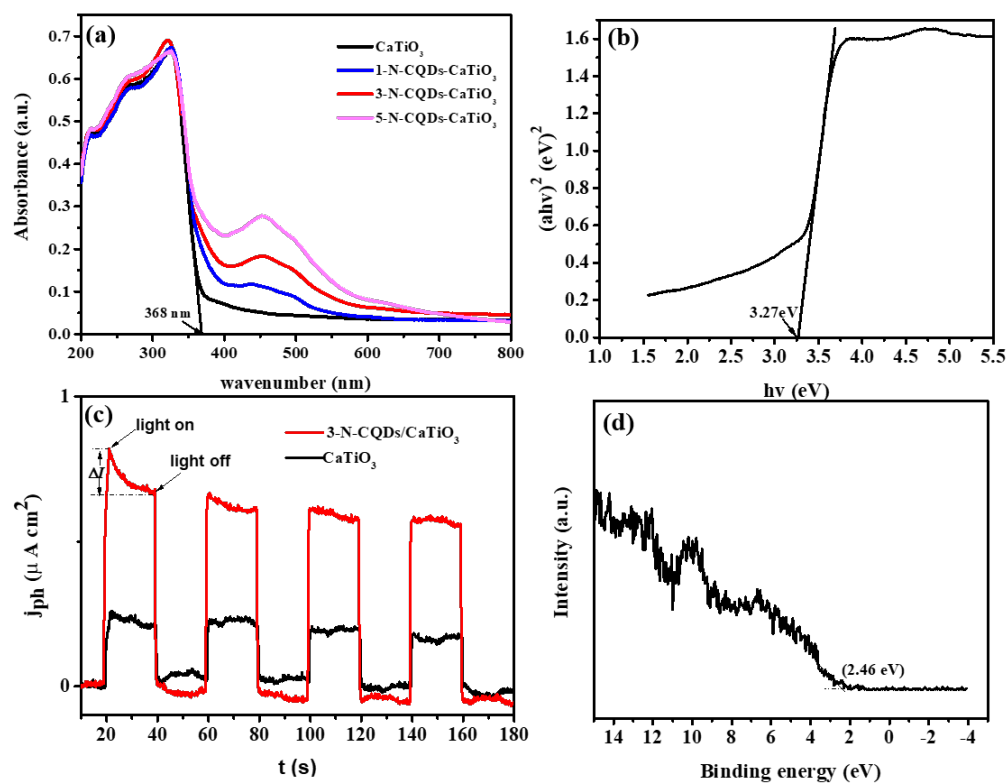 (a)
CaTiO₃
1-N-CQDs-CaTiO₃
3-N-CQDs-CaTiO₃
5-N-CQDs-CaTiO₃
368 nm
Absorbance (a.u.)
0.7
0.6
0.5
0.4
0.3
0.2
0.1
0.0
200 300 400 500 600 700 800
wavenumber (nm)
(b)
3.27eV
(ahv)² (eV)²
1.6
1.4
1.2
1.0
0.8
0.6
0.4
0.2
0.0
1.0 1.5 2.0 2.5 3.0 3.5 4.0 4.5 5.0 5.5
hv (eV)
(c)
light on
light off
ΔI
3-N-CQDs/CaTiO₃
CaTiO₃
jph (μ A cm²)
1
0
20 40 60 80 100 120 140 160 180
t (s)
(d)
(2.46 eV)
Intensity (a.u.)
14 12 10 8 6 4 2 0 -2 -4
Binding energy (eV)